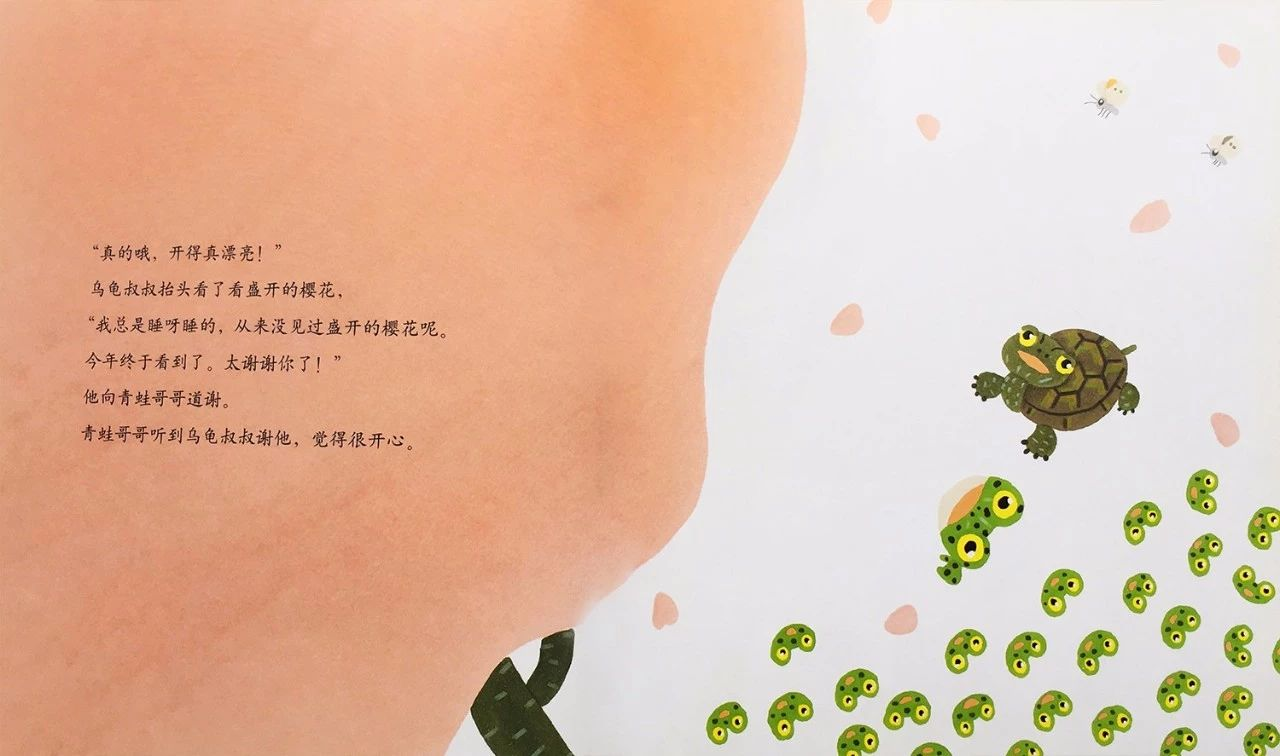 “真的哦，开得真漂亮！”
乌龟叔叔抬头看了看盛开的樱花，
“我总是睡呀睡的，从来没见过盛开的樱花呢。
今年终于看到了。太谢谢你了！”
他向青蛙哥哥道谢。
青蛙哥哥听到乌龟叔叔谢他，觉得很开心。